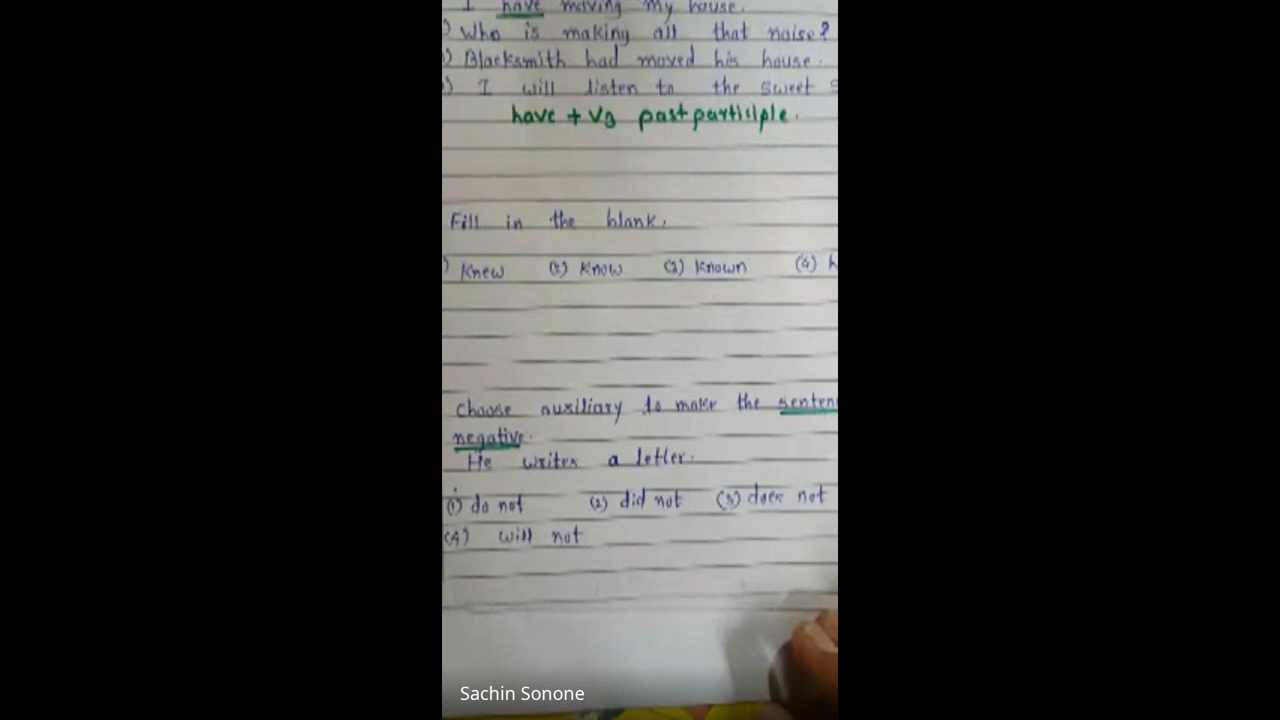 I have moving my house.
) Who is making all that noise?
) Blacksmith had moved his house.
) I will listen to the sweet s
have + V3 past participle.
Fill in the blank.
) Knew (2) Know (3) Known (4) h
Choose auxiliary to make the senten
negative.
He writes a letter.
(1) do not (2) did not (3) does not
(4) will not
Sachin Sonone